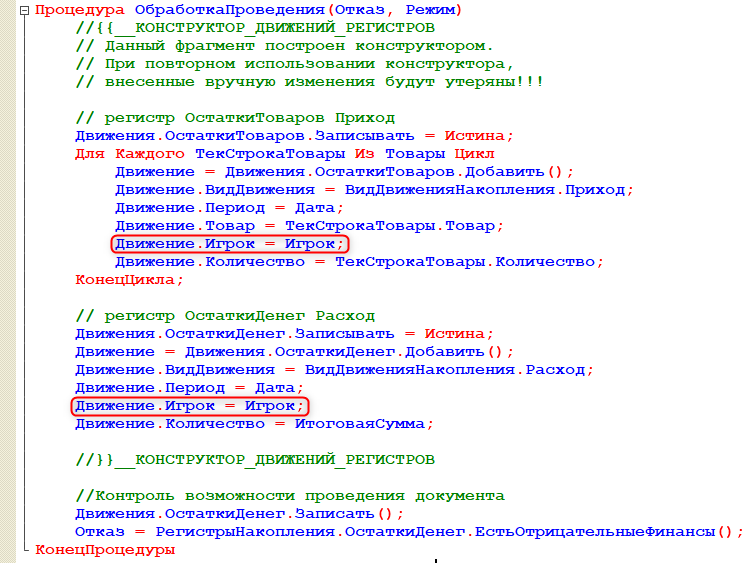 Процедура ОбработкаПроведения(Отказ, Режим)
//{{__КОНСТРУКТОР_ДВИЖЕНИЙ_РЕГИСТРОВ
// Данный фрагмент построен конструктором.
// При повторном использовании конструктора,
// внесенные вручную изменения будут утеряны!!!
// регистр ОстаткиТоваров Приход
Движения.ОстаткиТоваров.Записывать = Истина;
Для Каждого ТекСтрокаТовары Из Товары Цикл
Движение = Движения.ОстаткиТоваров.Добавить();
Движение.ВидДвижения = ВидДвиженияНакопления.Приход;
Движение.Период = Дата;
Движение.Товар = ТекСтрокаТовары.Товар;
Движение.Игрок = Игрок;
Движение.Количество = ТекСтрокаТовары.Количество;
КонецЦикла;
// регистр ОстаткиДенег Расход
Движения.ОстаткиДенег.Записывать = Истина;
Движение = Движения.ОстаткиДенег.Добавить();
Движение.ВидДвижения = ВидДвиженияНакопления.Расход;
Движение.Период = Дата;
Движение.Игрок = Игрок;
Движение.Количество = ИтоговаяСумма;
//}}__КОНСТРУКТОР_ДВИЖЕНИЙ_РЕГИСТРОВ
//Контроль возможности проведения документа
Движения.ОстаткиДенег.Записать();
Отказ = РегистрыНакопления.ОстаткиДенег.ЕстьОтрицательныеФинансы();
КонецПроцедуры